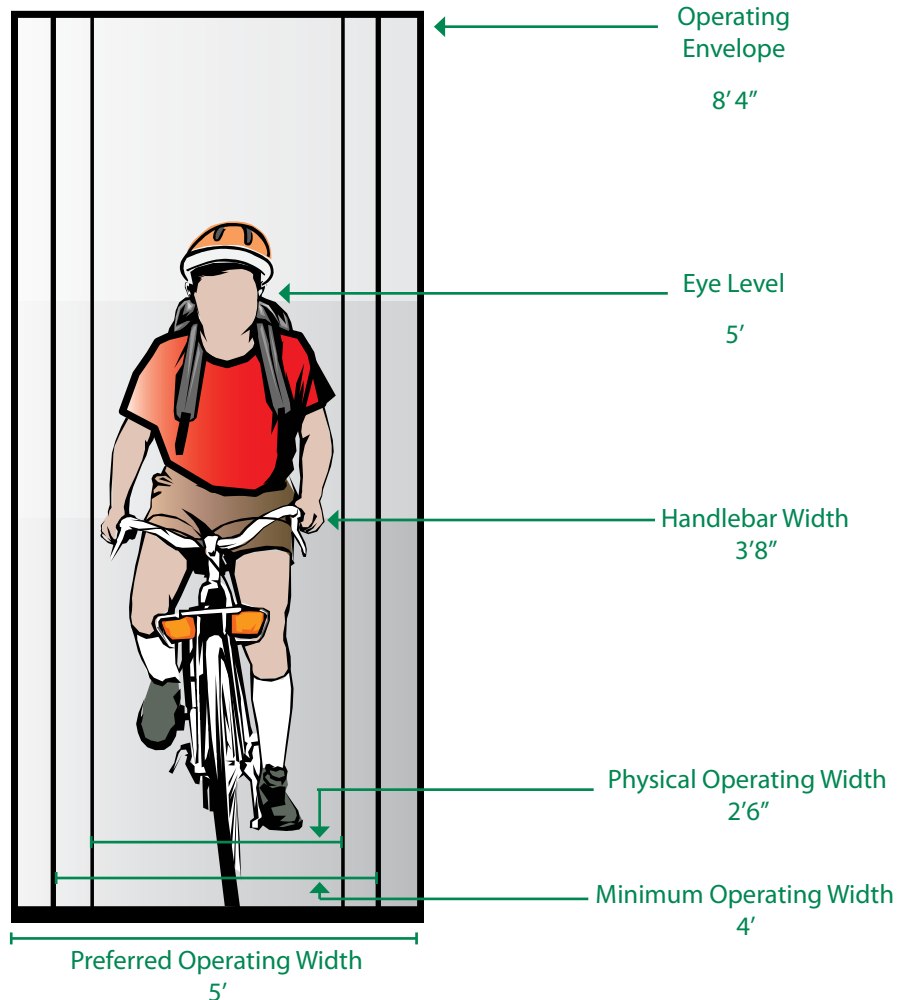 Operating
Envelope
8’ 4”
Eye Level
5’
Handlebar Width
3’8”
Physical Operating Width
2’6”
Minimum Operating Width
4’
Preferred Operating Width
5’